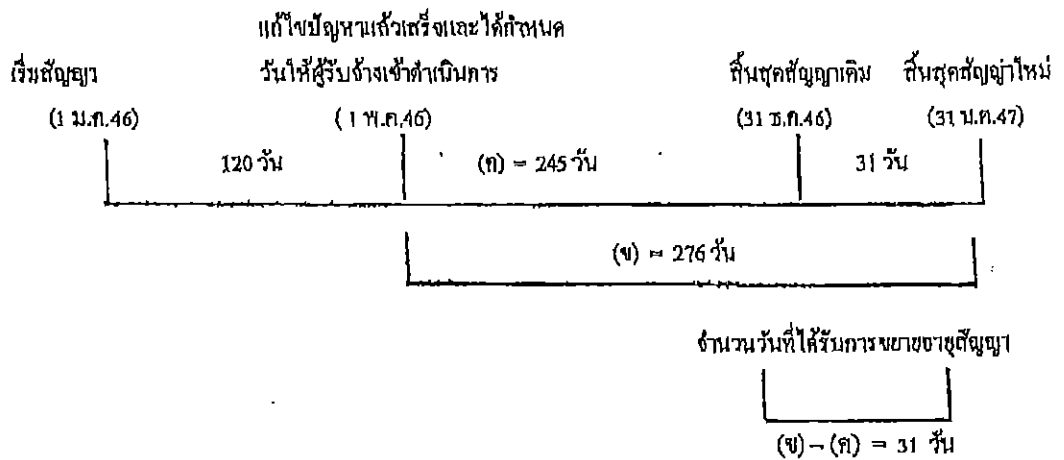 แก้ไขปัญหาแล้วเสร็จและได้กำหนด
เริ่มสัญญา วันให้ผู้รับจ้างเข้าดำเนินการ สิ้นสุดสัญญาเดิม สิ้นสุดสัญญาใหม่
(1 ม.ค.46) (1 พ.ค.46) (31 ธ.ค.46) (31 ม.ค.47)
120 วัน (ค) = 245 วัน 31 วัน
(ข) = 276 วัน
จำนวนวันที่ได้รับการขยายอายุสัญญา
(ข) – (ค) = 31 วัน